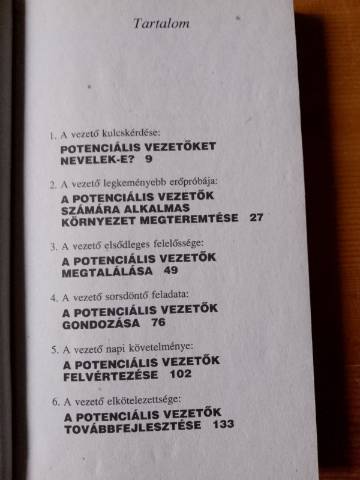 Tartalom
1. A vezető kulcskérdése:
POTENCIÁLIS VEZETŐKET
NEVELEK-E? 9
2. A vezető legkeményebb erőpróbája:
A POTENCIÁLIS VEZETŐK
SZÁMÁRA ALKALMAS
KÖRNYEZET MEGTEREMTÉSE 27
3. A vezető elsődleges felelőssége:
A POTENCIÁLIS VEZETŐK
MEGTALÁLÁSA 49
4. A vezető sorsdöntő feladata:
A POTENCIÁLIS VEZETŐK
GONDOZÁSA 76
5. A vezető napi követelménye:
A POTENCIÁLIS VEZETŐK
FELVÉRTEZÉSE 102
6. A vezető elkötelezettsége:
A POTENCIÁLIS VEZETŐK
TOVÁBBFEJLESZTÉSE 133